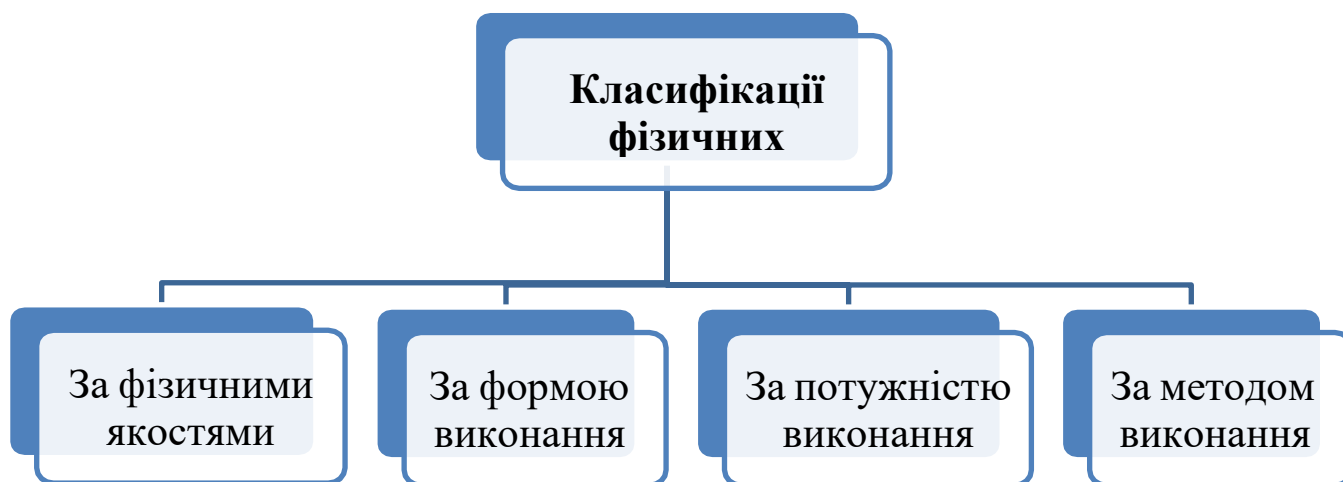 Класифікації
фізичних
За фізичними
якостями
За формою
виконання
За потужністю
виконання
За методом
виконання